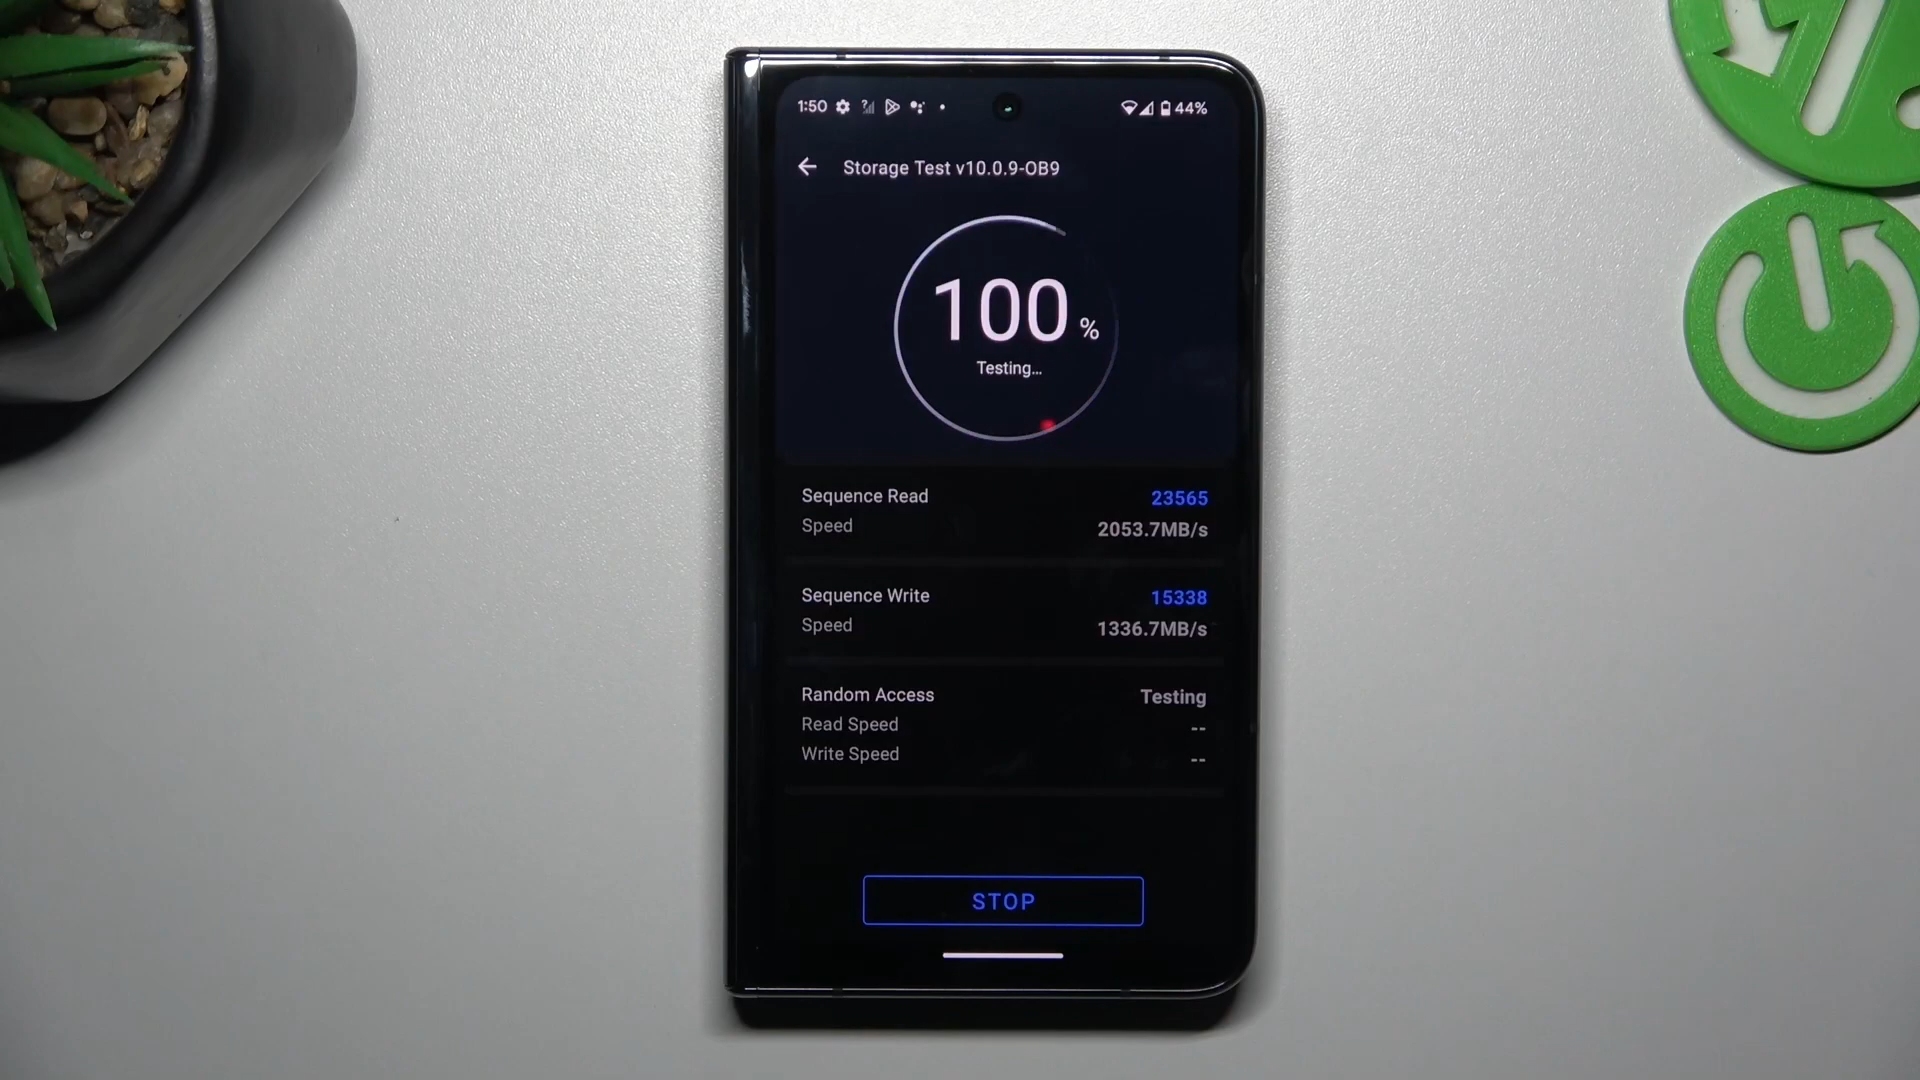 1:50 44%
Storage Test v10.0.9-OB9
100 %
Testing...
Sequence Read 23565
Speed 2053.7MB/s
Sequence Write 15338
Speed 1336.7MB/s
Random Access Testing
Read Speed --
Write Speed --
STOP